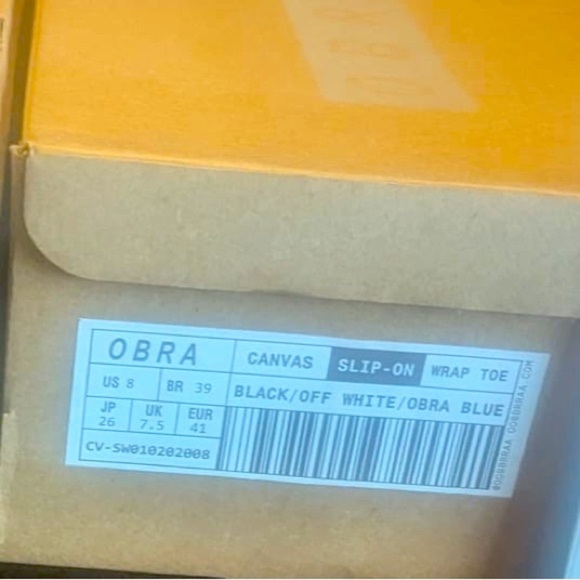 OBRA
OBRA
CANVAS SLIP-ON WRAP TOE
US 8 BR 39
BLACK/OFF WHITE/OBRA BLUE
JP 26 UK 7.5 EUR 41
CV-SW010202008